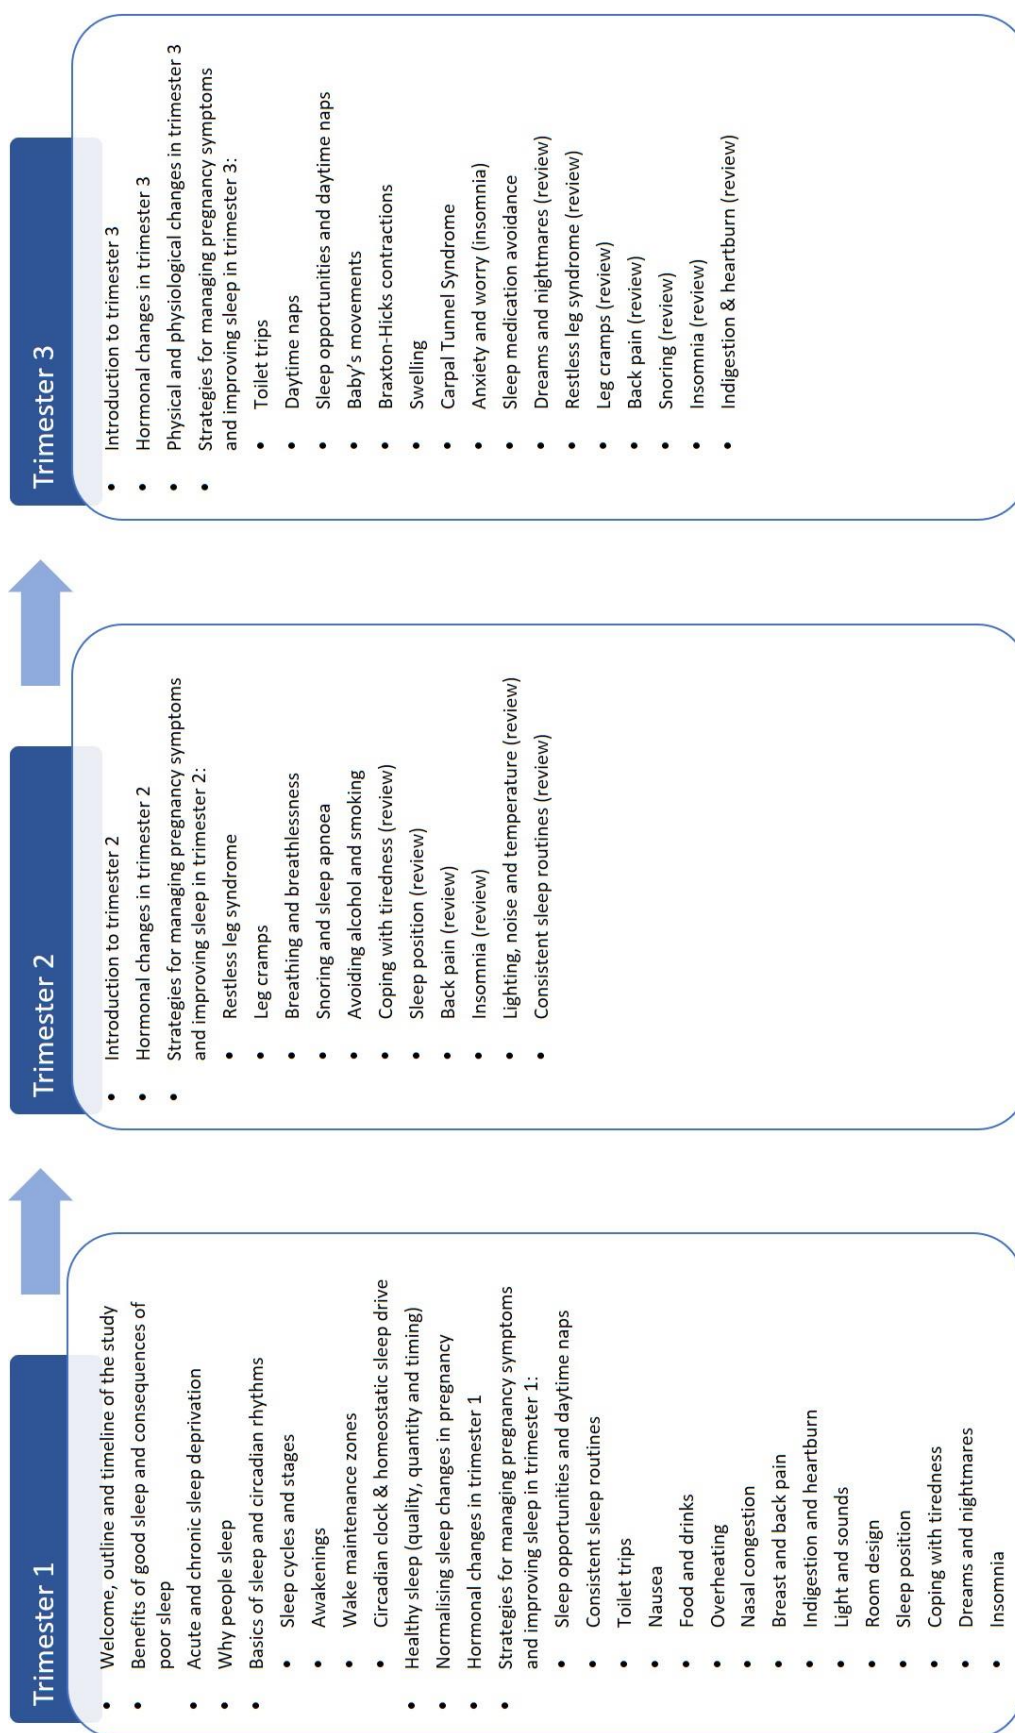 Trimester 1
• Welcome, outline and timeline of the study
• Benefits of good sleep and consequences of
poor sleep
• Acute and chronic sleep deprivation
• Why people sleep
• Basics of sleep and circadian rhythms
• Sleep cycles and stages
• Awakenings
• Wake maintenance zones
• Circadian clock & homeostatic sleep drive
• Healthy sleep (quality, quantity and timing)
• Normalising sleep changes in pregnancy
• Hormonal changes in trimester 1
• Strategies for managing pregnancy symptoms
and improving sleep in trimester 1:
• Sleep opportunities and daytime naps
• Consistent sleep routines
• Toilet trips
• Nausea
• Food and drinks
• Overheating
• Nasal congestion
• Breast and back pain
• Indigestion and heartburn
• Light and sounds
• Room design
• Sleep position
• Coping with tiredness
• Dreams and nightmares
• Insomnia
Trimester 2
• Introduction to trimester 2
• Hormonal changes in trimester 2
• Strategies for managing pregnancy symptoms
and improving sleep in trimester 2:
• Restless leg syndrome
• Leg cramps
• Breathing and breathlessness
• Snoring and sleep apnoea
• Avoiding alcohol and smoking
• Coping with tiredness (review)
• Sleep position (review)
• Back pain (review)
• Insomnia (review)
• Lighting, noise and temperature (review)
• Consistent sleep routines (review)
Trimester 3
• Introduction to trimester 3
• Hormonal changes in trimester 3
• Physical and physiological changes in trimester 3
• Strategies for managing pregnancy symptoms
and improving sleep in trimester 3:
• Toilet trips
• Daytime naps
• Sleep opportunities and daytime naps
• Baby's movements
• Braxton-Hicks contractions
• Swelling
• Carpal Tunnel Syndrome
• Anxiety and worry (insomnia)
• Sleep medication avoidance
• Dreams and nightmares (review)
• Restless leg syndrome (review)
• Leg cramps (review)
• Back pain (review)
• Snoring (review)
• Insomnia (review)
• Indigestion & heartburn (review)